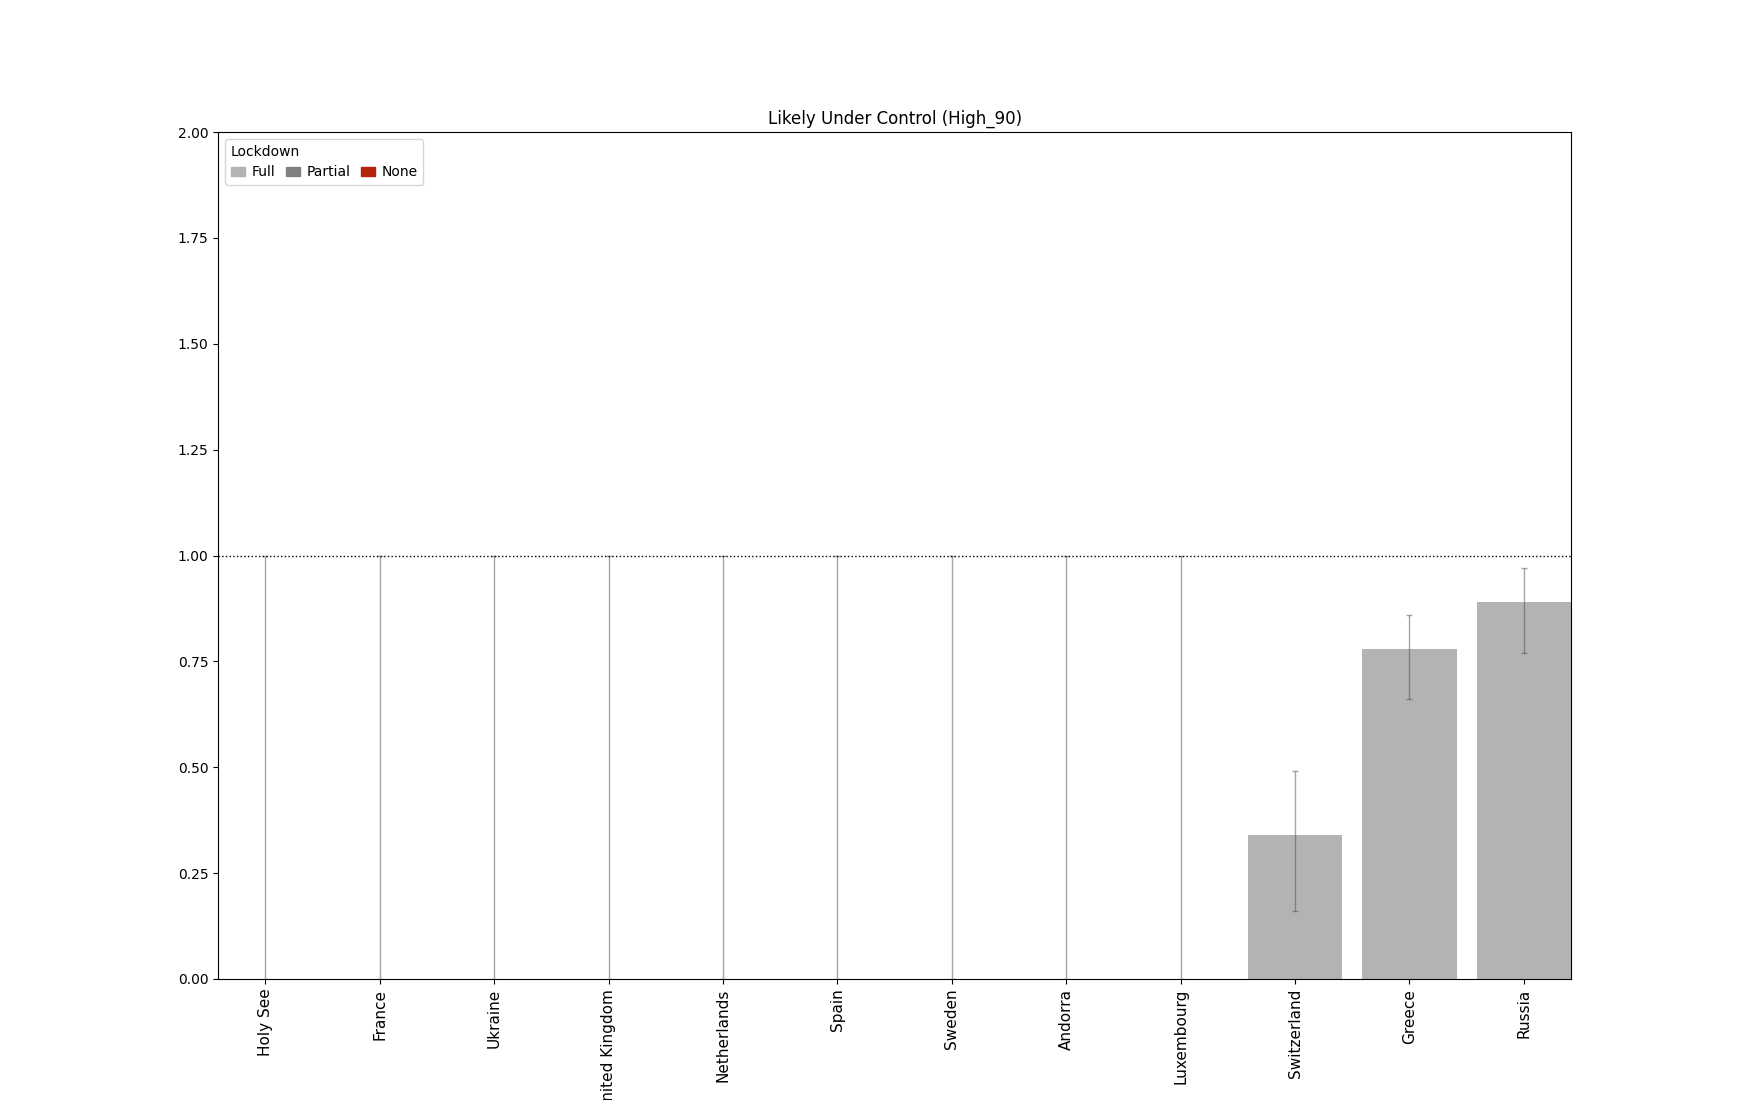 Likely Under Control (High_90)
2.00
Lockdown
Full Partial None
1.75
1.50
1.25
1.00
0.75
0.50
0.25
0.00
Holy See
France
Ukraine
nited Kingdom
Netherlands
Spain
Sweden
Andorra
Luxembourg
Switzerland
Greece
Russia